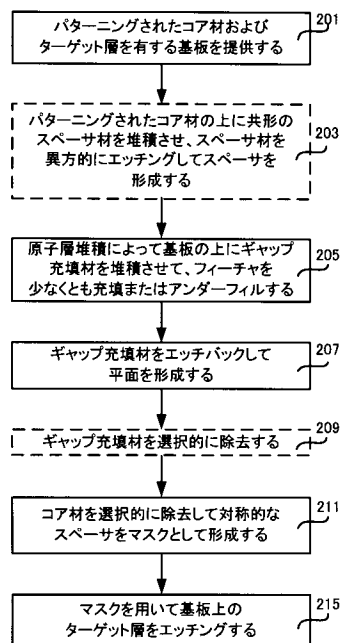 パターニングされたコア材および
ターゲット層を有する基板を提供する
201
パターニングされたコア材の上に共形の
スペーサ材を堆積させ、スペーサ材を
異方的にエッチングしてスペーサを
形成する
203
原子層堆積によって基板の上にギャップ
充填材を堆積させて、フィーチャを
少なくとも充填またはアンダーフィルする
205
ギャップ充填材をエッチバックして
平面を形成する
207
ギャップ充填材を選択的に除去する
209
コア材を選択的に除去して対称的な
スペーサをマスクとして形成する
211
マスクを用いて基板上の
ターゲット層をエッチングする
215